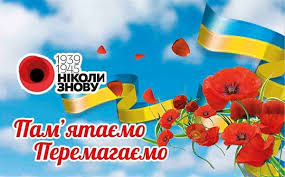 1939
1945
НІКОЛИ
ЗНОВУ
Пам'ятаємо
Перемагаємо